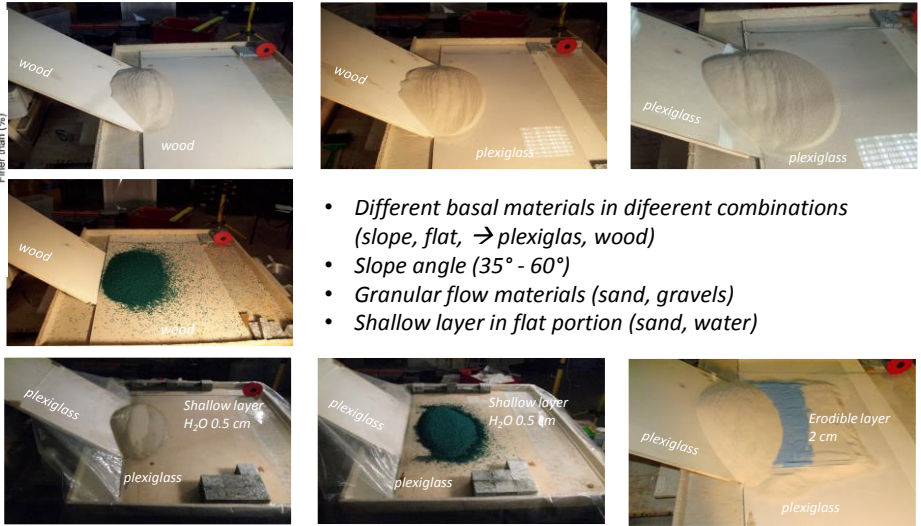 wood
wood
wood
plexiglass
plexiglass
plexiglass
Finer than (%)
wood
wood
• Different basal materials in difeerent combinations
(slope, flat, → plexiglas, wood)
• Slope angle (35° - 60°)
• Granular flow materials (sand, gravels)
• Shallow layer in flat portion (sand, water)
plexiglass
Shallow layer
H₂O 0.5 cm
plexiglass
plexiglass
Shallow layer
H₂O 0.5 cm
plexiglass
plexiglass
Erodible layer
2 cm
plexiglass